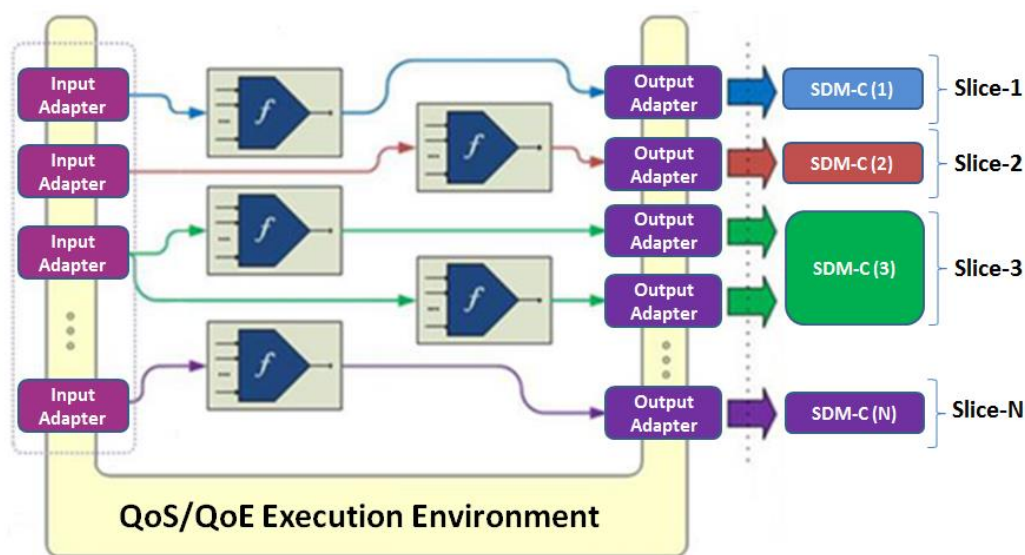 Input
Adapter
f
Output
Adapter
SDM-C (1)
Slice-1
Input
Adapter
f
Output
Adapter
SDM-C (2)
Slice-2
Input
Adapter
f
Output
Adapter
SDM-C (3)
Slice-3
f
Output
Adapter
Input
Adapter
f
Output
Adapter
SDM-C (N)
Slice-N
QoS/QoE Execution Environment